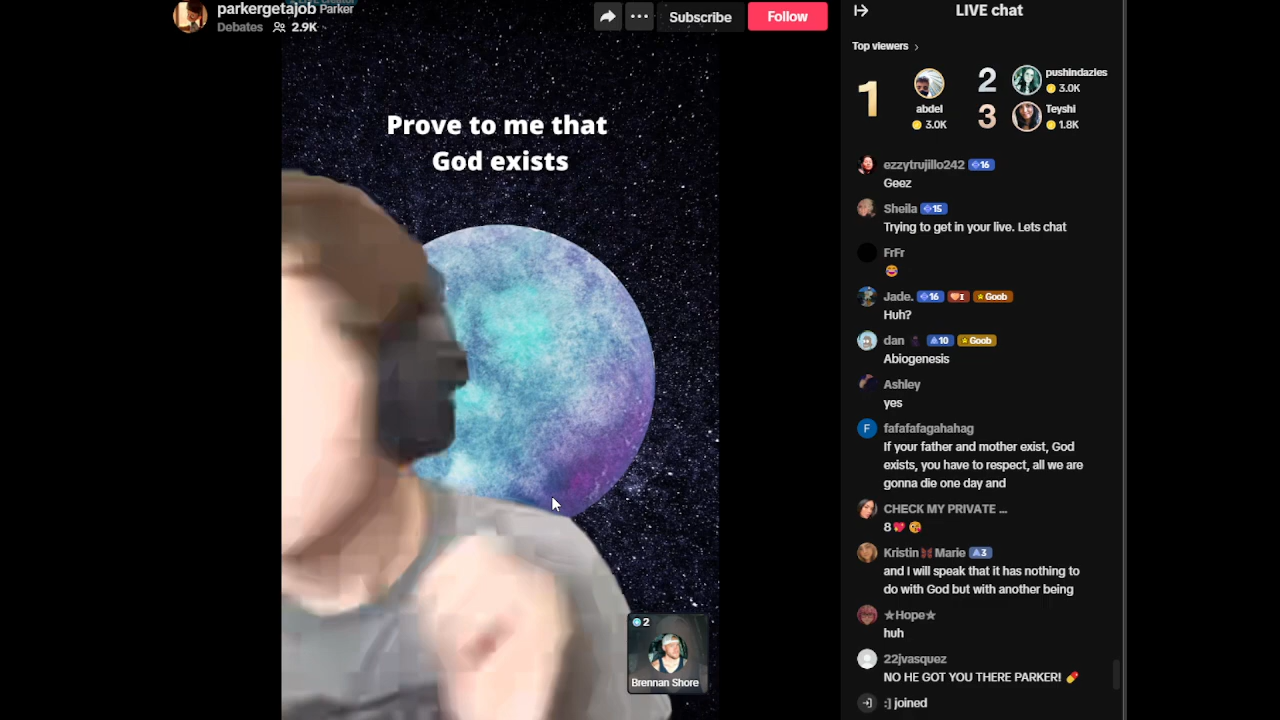 parkergetajob Parker
Debates 2.9K
Subscribe
Follow
Prove to me that
God exists
2
Brennan Shore
LIVE chat
Top viewers
1
abdel
3.0K
2
pushindazies
3.0K
3
Teyshi
1.8K
ezzytrujillo242 16
Geez
Sheila 15
Trying to get in your live. Lets chat
FrFr
😂
Jade. 16 I Goob
Huh?
dan 10 Goob
Abiogenesis
Ashley
yes
F
fafafafagahahag
If your father and mother exist, God
exists, you have to respect, all we are
gonna die one day and
CHECK MY PRIVATE ...
8💖 😘
Kristin Marie 3
and I will speak that it has nothing to
do with God but with another being
★Hope★
huh
22jvasquez
NO HE GOT YOU THERE PARKER! 💊
:] joined